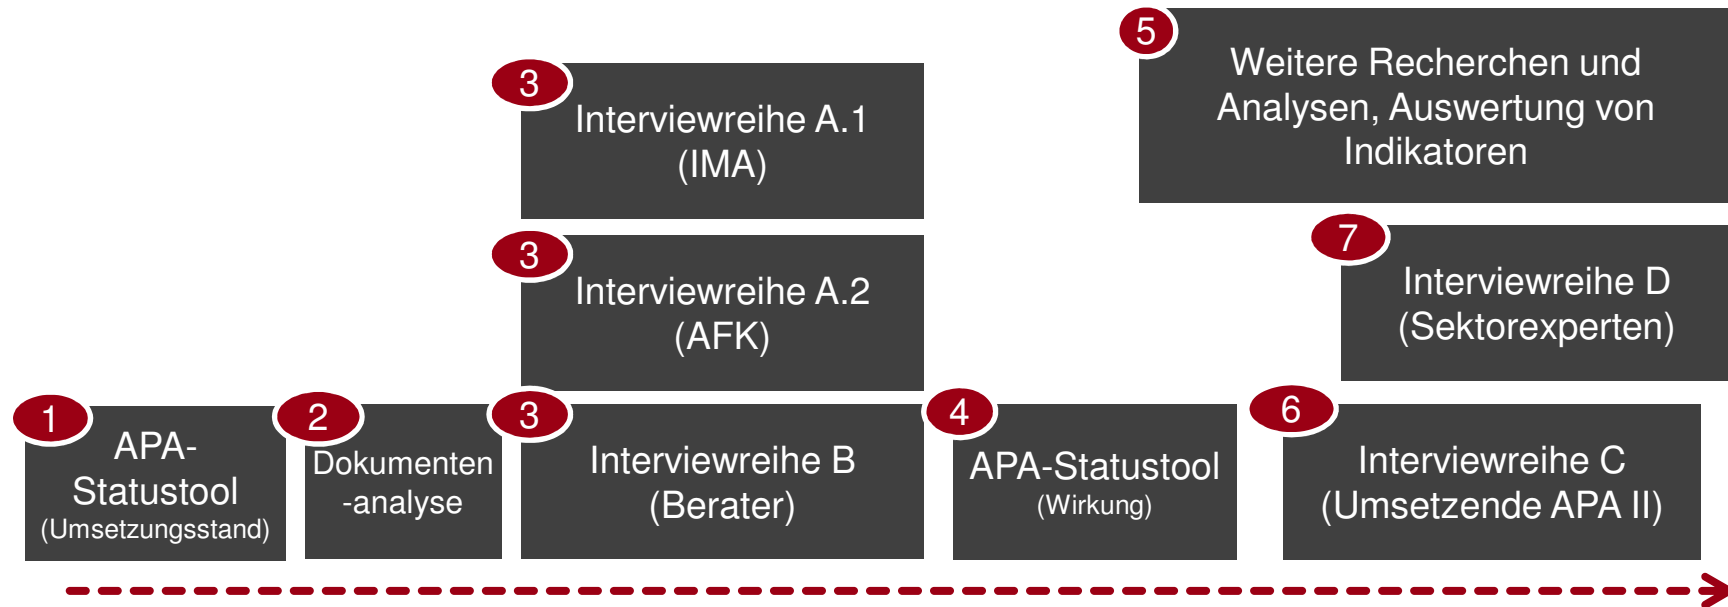 1
APA-
Statustool
(Umsetzungsstand)
2
Dokumenten
-analyse
3
Interviewreihe A.1
(IMA)
3
Interviewreihe A.2
(AFK)
3
Interviewreihe B
(Berater)
4
APA-Statustool
(Wirkung)
5
Weitere Recherchen und
Analysen, Auswertung von
Indikatoren
6
Interviewreihe C
(Umsetzende APA II)
7
Interviewreihe D
(Sektorexperten)